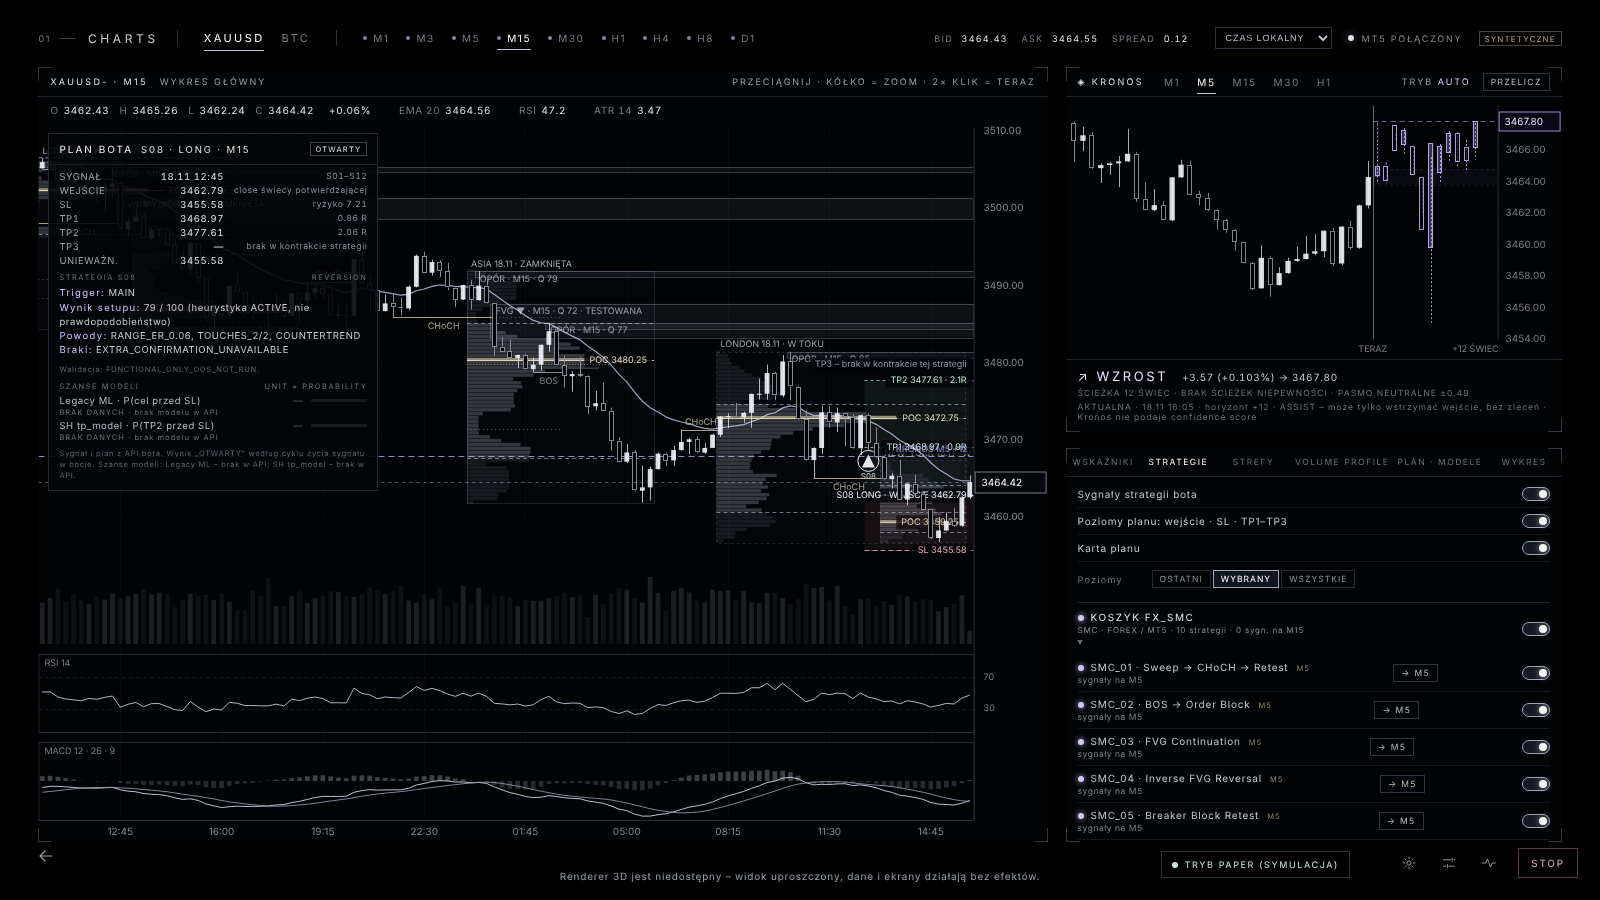 01 — CHARTS XAUUSD BTC M1 M3 M5 M15 M30 H1 H4 H8 D1 BID 3464.43 ASK 3464.55 SPREAD 0.12 CZAS LOKALNY MT5 POŁĄCZONY SYNTETYCZNE
XAUUSD- · M15 WYKRES GŁÓWNY PRZECIĄGNIJ · KÓŁKO = ZOOM · 2× KLIK = TERAZ
O 3462.43 H 3465.26 L 3462.24 C 3464.42 +0.06% EMA 20 3464.56 RSI 47.2 ATR 14 3.47
PLAN BOTA S08 · LONG · M15 OTWARTY
SYGNAŁ 18.11 12:45 S01–S12
WEJŚCIE 3462.79 close świecy potwierdzającej
SL 3455.58 ryzyko 7.21
TP1 3468.97 0.86 R
TP2 3477.61 2.06 R
TP3 — brak w kontrakcie strategii
UNIEWAŻN. 3455.58
STRATEGIA S08 REVERSION
Trigger: MAIN
Wynik setupu: 79 / 100 (heurystyka ACTIVE, nie
prawdopodobieństwo)
Powody: RANGE_ER_0.06, TOUCHES_2/2, COUNTERTREND
Braki: EXTRA_CONFIRMATION_UNAVAILABLE
Walidacja: FUNCTIONAL_ONLY_OOS_NOT_RUN.
SZANSE MODELI UNIT = PROBABILITY
Legacy ML · P(cel przed SL) —
BRAK DANYCH · brak modelu w API
SH tp_model · P(TP2 przed SL) —
BRAK DANYCH · brak modelu w API
Sygnał i plan z API bota. Wynik „OTWARTY” według cyklu życia sygnału
w bocie. Szanse modeli: Legacy ML – brak w API; SH tp_model – brak w
API.
ASIA 18.11 · ZAMKNIĘTA
OPÓR · M15 · Q 79
FVG ▼ · M15 · Q 72 · TESTOWANA
OPÓR · M15 · Q 77
CHoCH
POC 3480.25
BOS
LONDON 18.11 · W TOKU
TP3 – brak w kontrakcie tej strategii
TP2 3477.61 · 2.1R
POC 3472.75
CHoCH
TP1 3468.97 · 0.9R
S08
CHoCH
S08 LONG · WEJŚCIE 3462.79
SL 3455.58
3510.00
3500.00
3490.00
3480.00
3470.00
3464.42
3460.00
RSI 14
70
30
MACD 12 · 26 · 9
12:45 16:00 19:15 22:30 01:45 05:00 08:15 11:30 14:45
KRONOS M1 M5 M15 M30 H1 TRYB AUTO PRZELICZ
3467.80
3466.00
3464.00
3462.00
3460.00
3458.00
3456.00
3454.00
TERAZ +12 ŚWIEC
↗ WZROST +3.57 (+0.103%) → 3467.80
ŚCIEŻKA 12 ŚWIEC · BRAK ŚCIEŻEK NIEPEWNOŚCI · PASMO NEUTRALNE ±0.49
AKTUALNA · 18.11 16:05 · horyzont +12 · ASSIST – może tylko wstrzymać wejście, bez zleceń ·
Kronos nie podaje confidence score
WSKAŹNIKI STRATEGIE STREFY VOLUME PROFILE PLAN · MODELE WYKRES
Sygnały strategii bota
Poziomy planu: wejście · SL · TP1–TP3
Karta planu
Poziomy OSTATNI WYBRANY WSZYSTKIE
KOSZYK FX_SMC
SMC · FOREX / MT5 · 10 strategii · 0 sygn. na M15
▼
SMC_01 · Sweep → CHoCH → Retest M5 → M5
sygnały na M5
SMC_02 · BOS → Order Block M5 → M5
sygnały na M5
SMC_03 · FVG Continuation M5 → M5
sygnały na M5
SMC_04 · Inverse FVG Reversal M5 → M5
sygnały na M5
SMC_05 · Breaker Block Retest M5 → M5
sygnały na M5
← TRYB PAPER (SYMULACJA) STOP
Renderer 3D jest niedostępny – widok uproszczony, dane i ekrany działają bez efektów.